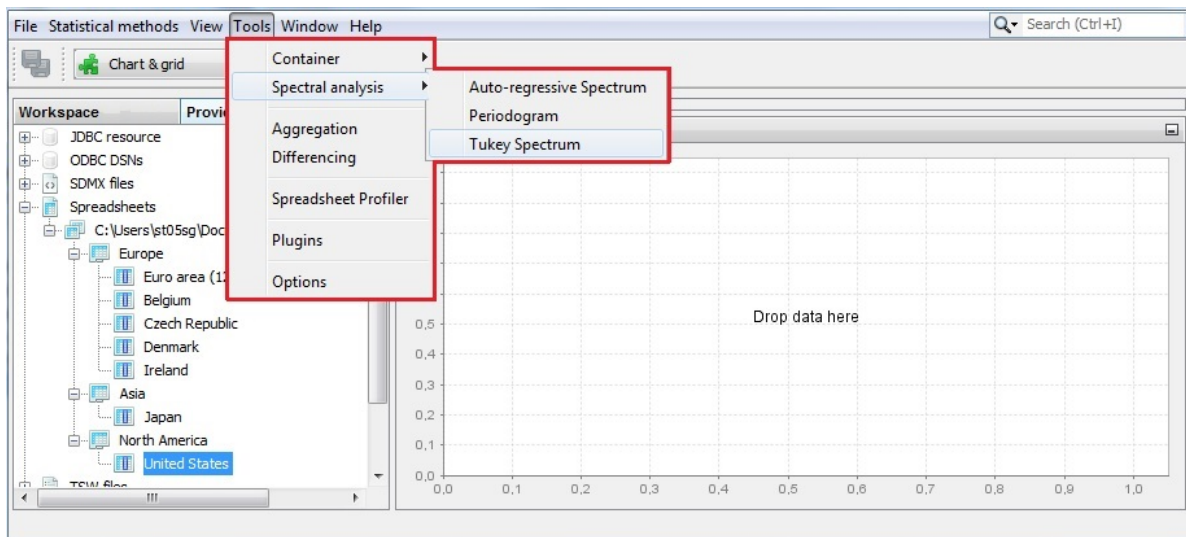 File Statistical methods View Tools Window Help
Search (Ctrl+I)
Chart & grid
Container
Spectral analysis
Aggregation
Differencing
Spreadsheet Profiler
Plugins
Options
Auto-regressive Spectrum
Periodogram
Tukey Spectrum
Workspace
JDBC resource
ODBC DSNs
SDMX files
Spreadsheets
C:\Users\st05sg\Doc
Europe
Euro area (12
Belgium
Czech Republic
Denmark
Ireland
Asia
Japan
North America
United States
TSW files
Drop data here
0,5
0,4
0,3
0,2
0,1
0,0
0,0 0,1 0,2 0,3 0,4 0,5 0,6 0,7 0,8 0,9 1,0